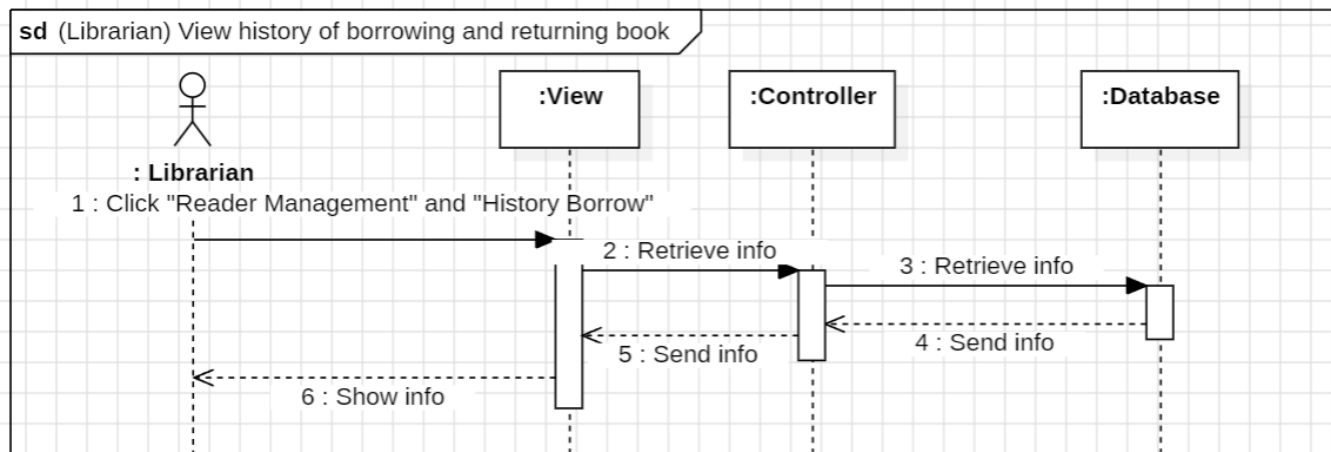 sd (Librarian) View history of borrowing and returning book
:View
:Controller
:Database
: Librarian
1 : Click "Reader Management" and "History Borrow"
2 : Retrieve info
3 : Retrieve info
4 : Send info
5 : Send info
6 : Show info